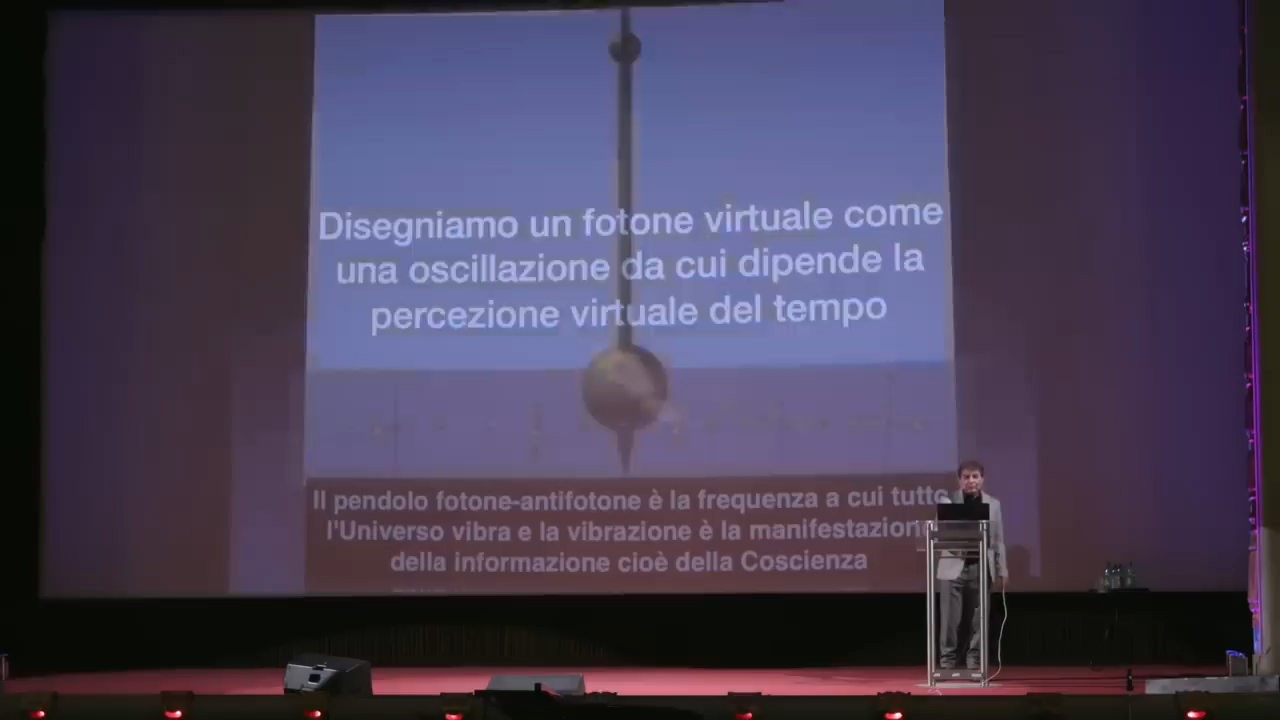 Disegniamo un fotone virtuale come
una oscillazione da cui dipende la
percezione virtuale del tempo
Il pendolo fotone-antifotone è la frequenza a cui tutto
l'Universo vibra e la vibrazione è la manifestazione
della informazione cioè della Coscienza